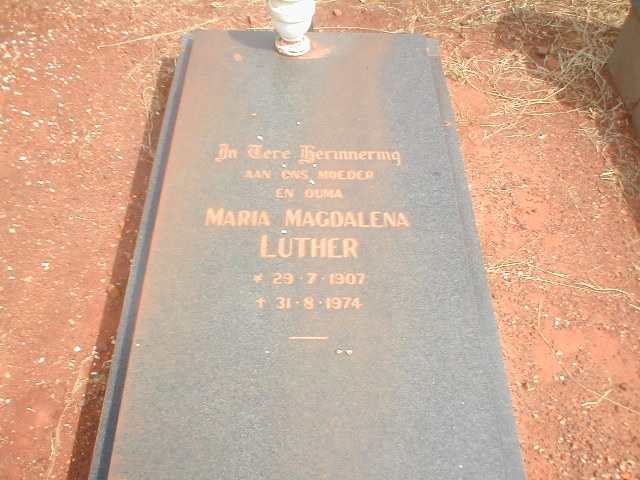 In Tere Herinnering
AAN ONS MOEDER
EN OUMA
MARIA MAGDALENA
LUTHER
* 29·7·1907
† 31·8·1974